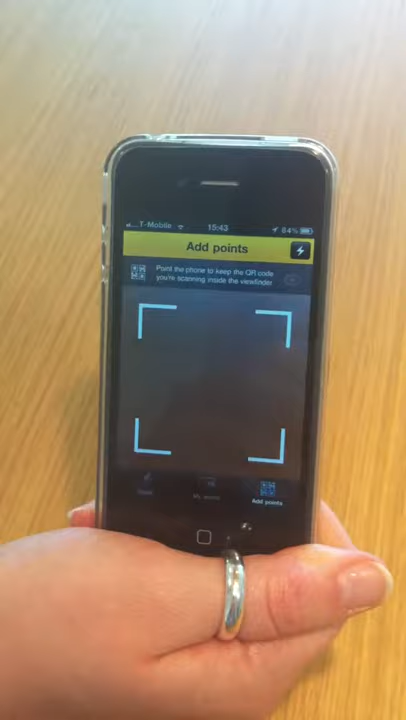 ...T-Mobile 15:43 84%
Add points
Point the phone to keep the QR code
you're scanning inside the viewfinder
Add points